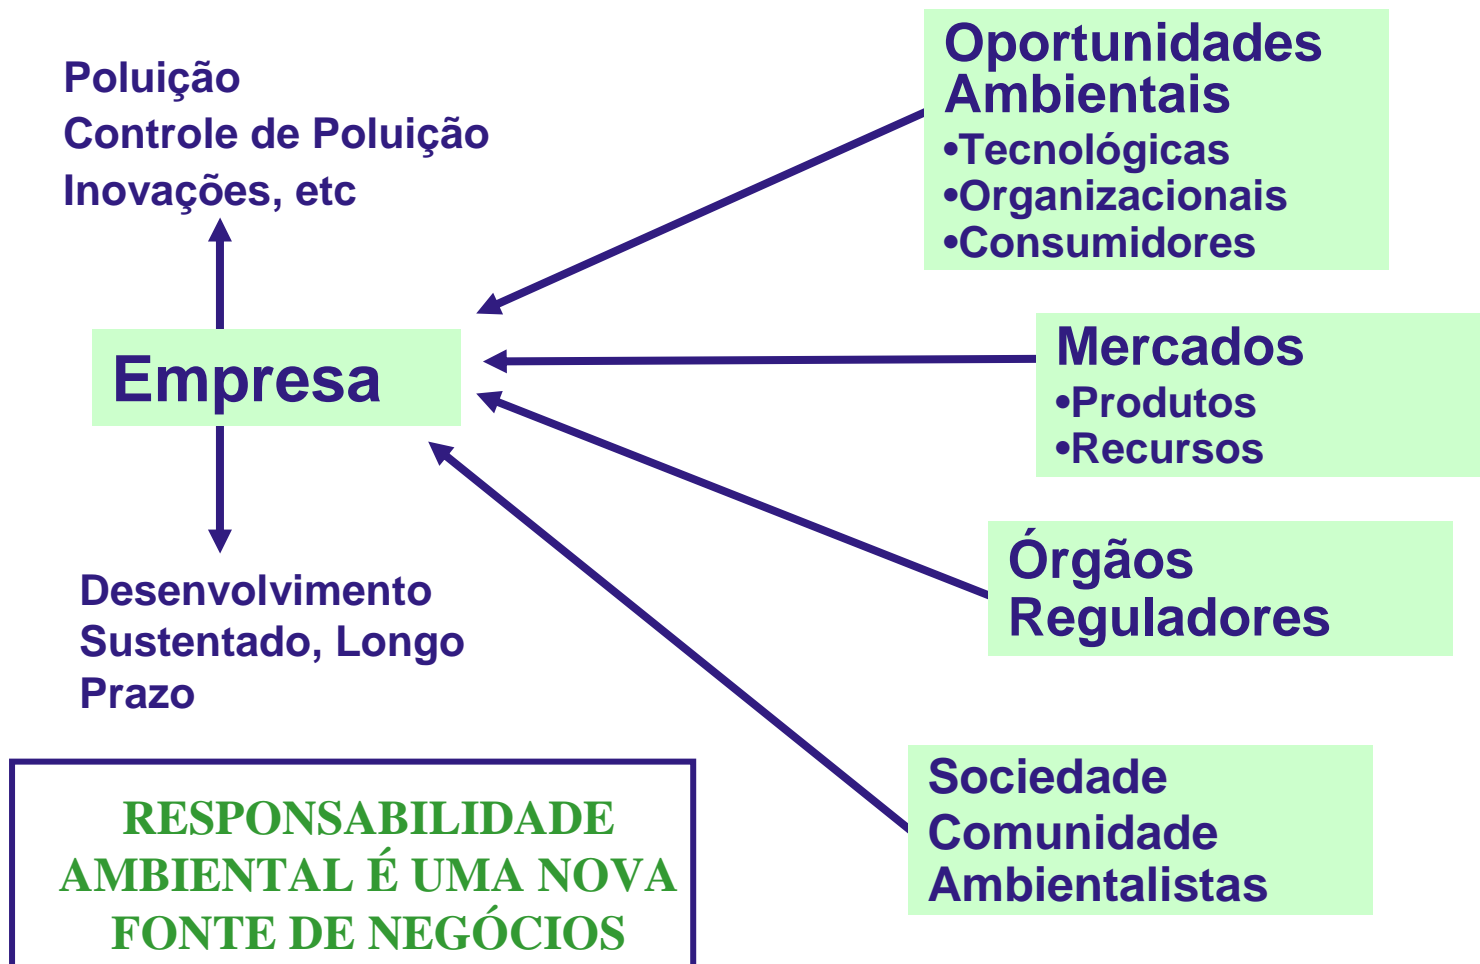 Poluição
Controle de Poluição
Inovações, etc
Empresa
Desenvolvimento
Sustentado, Longo
Prazo
RESPONSABILIDADE
AMBIENTAL É UMA NOVA
FONTE DE NEGÓCIOS
Oportunidades
Ambientais
•Tecnológicas
•Organizacionais
•Consumidores
Mercados
•Produtos
•Recursos
Órgãos
Reguladores
Sociedade
Comunidade
Ambientalistas